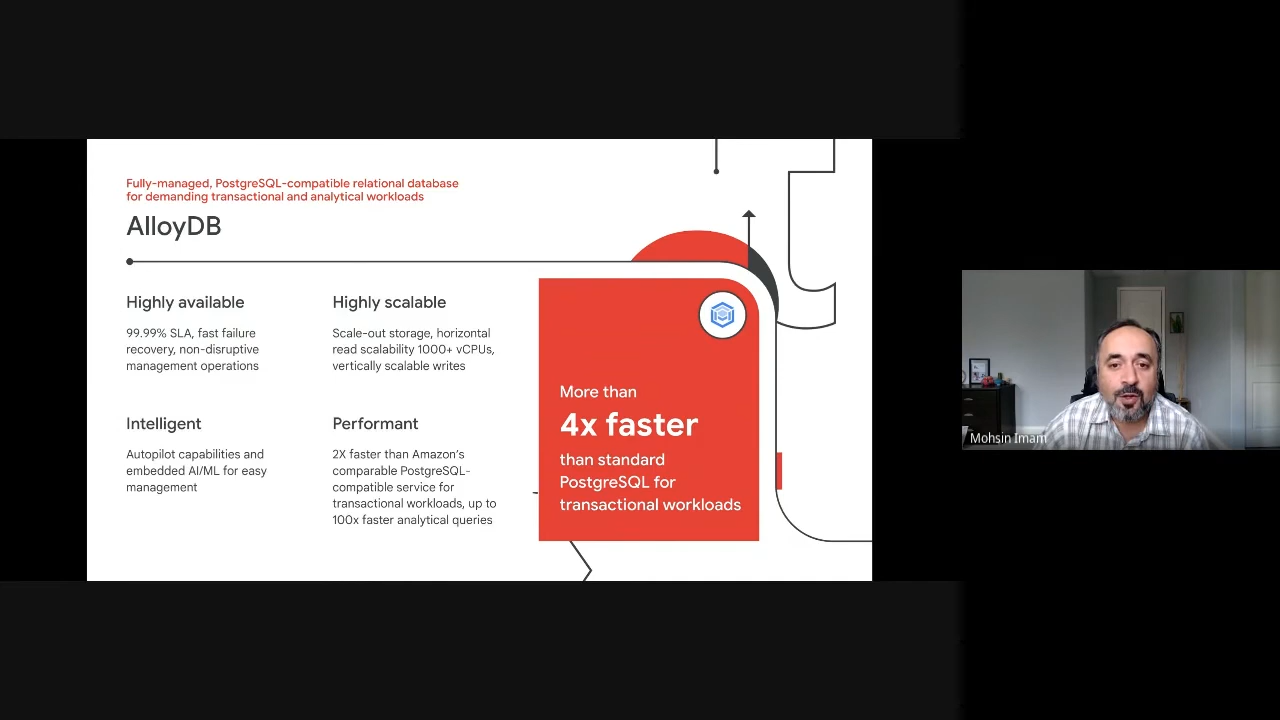 Fully-managed, PostgreSQL-compatible relational database
for demanding transactional and analytical workloads
AlloyDB
Highly available
99.99% SLA, fast failure
recovery, non-disruptive
management operations
Highly scalable
Scale-out storage, horizontal
read scalability 1000+ vCPUs,
vertically scalable writes
Intelligent
Autopilot capabilities and
embedded AI/ML for easy
management
Performant
2X faster than Amazon's
comparable PostgreSQL-
compatible service for
transactional workloads, up to
100x faster analytical queries
More than
4x faster
than standard
PostgreSQL for
transactional workloads
Mohsin Imam